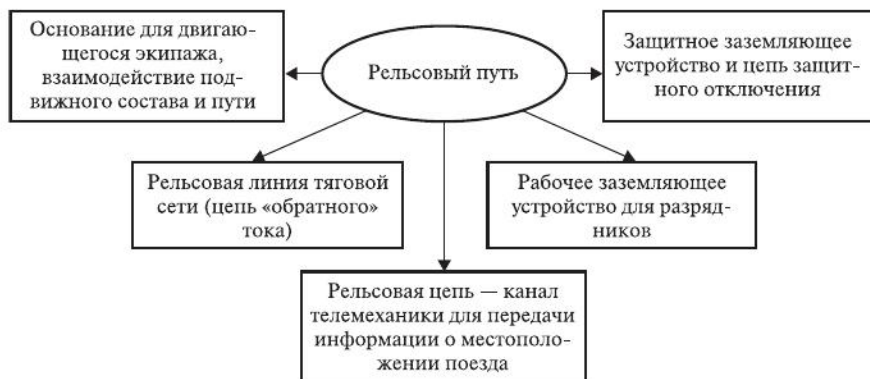 Основание для двигаю-
щегося экипажа,
взаимодействие под-
вижного состава и пути
Рельсовый путь
Защитное заземляющее
устройство и цепь защит-
ного отключения
Рельсовая линия тяговой
сети (цепь «обратного»
тока)
Рабочее заземляющее
устройство для разряд-
ников
Рельсовая цепь — канал
телемеханики для передачи
информации о местополо-
жении поезда